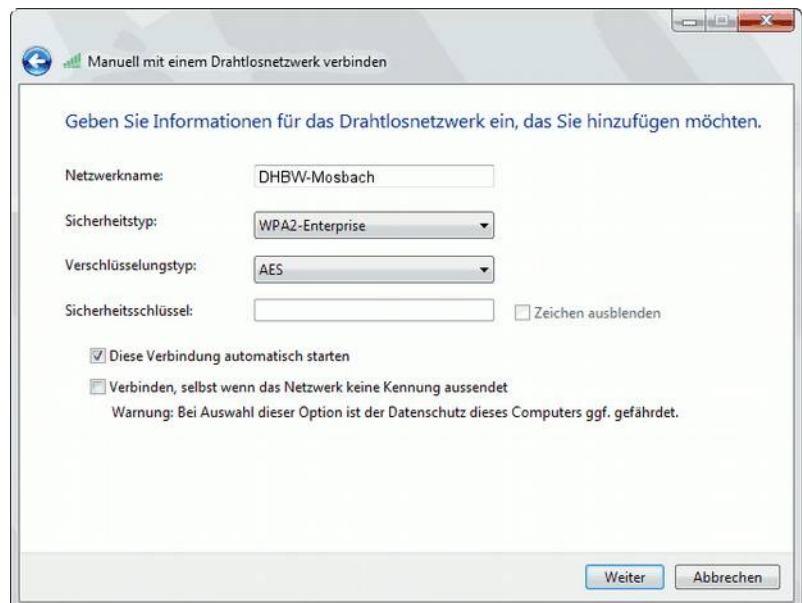 Manuell mit einem Drahtlosnetzwerk verbinden
Geben Sie Informationen für das Drahtlosnetzwerk ein, das Sie hinzufügen möchten.
Netzwerkname: DHBW-Mosbach
Sicherheitstyp: WPA2-Enterprise
Verschlüsselungstyp: AES
Sicherheitsschlüssel: Zeichen ausblenden
Diese Verbindung automatisch starten
Verbinden, selbst wenn das Netzwerk keine Kennung aussendet
Warnung: Bei Auswahl dieser Option ist der Datenschutz dieses Computers ggf. gefährdet.
Weiter Abbrechen